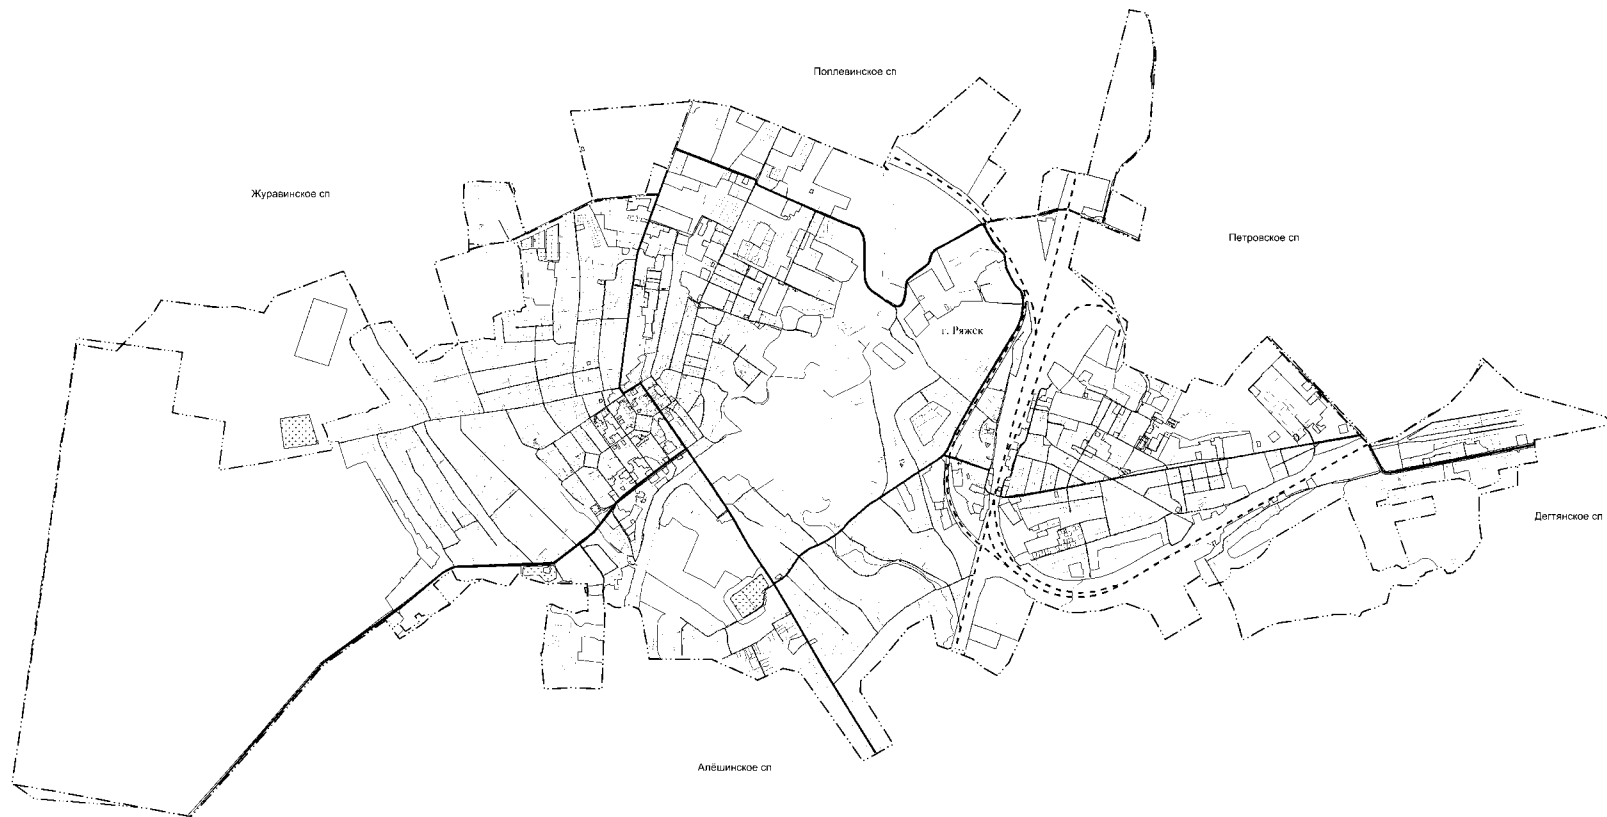 Поплевинское сп
Журавинское сп
Петровское сп
г. Ряжск
Дегтянское сп
Алёшинское сп